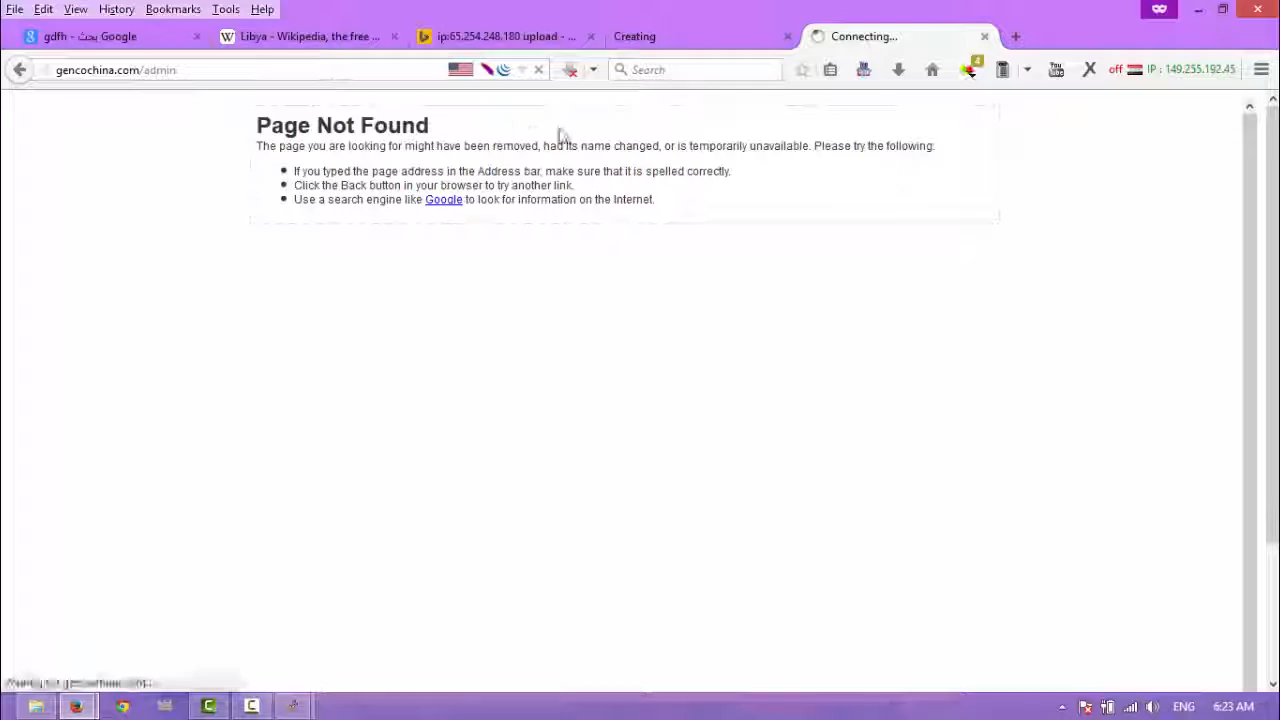 File Edit View History Bookmarks Tools Help
gdfh - بحث Google
Libya - Wikipedia, the free ...
ip:65.254.248.180 upload - ...
Creating
Connecting...
gencochina.com/admin
Search
4
You
off
IP : 149.255.192.45
Page Not Found
The page you are looking for might have been removed, had its name changed, or is temporarily unavailable. Please try the following:
If you typed the page address in the Address bar, make sure that it is spelled correctly.
Click the Back button in your browser to try another link.
Use a search engine like Google to look for information on the Internet.
ENG
6:23 AM